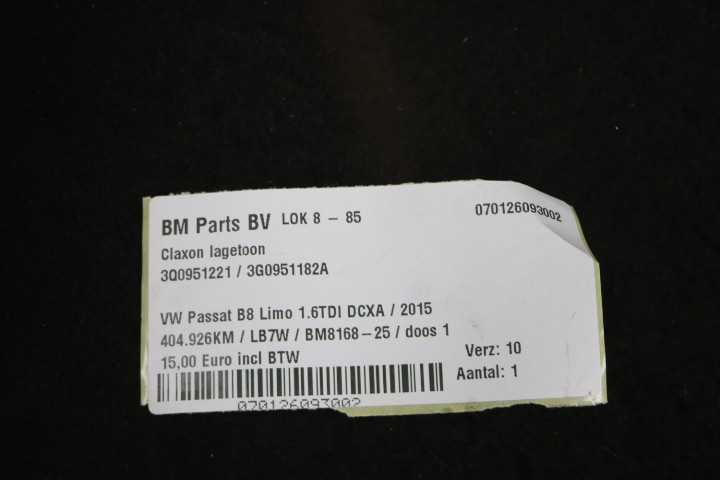 BM Parts BV LOK 8 - 85 070126093002
Claxon lagetoon
3Q0951221 / 3G0951182A
VW Passat B8 Limo 1.6TDI DCXA / 2015
404.926KM / LB7W / BM8168-25 / doos 1
15,00 Euro incl BTW Verz: 10
Aantal: 1
070126093002